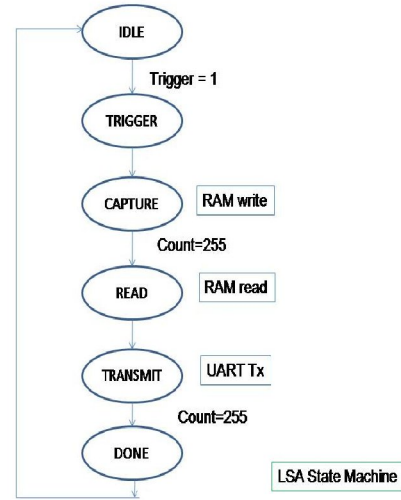 IDLE
Trigger = 1
TRIGGER
CAPTURE
RAM write
Count=255
READ
RAM read
TRANSMIT
UART Tx
Count=255
DONE
LSA State Machine